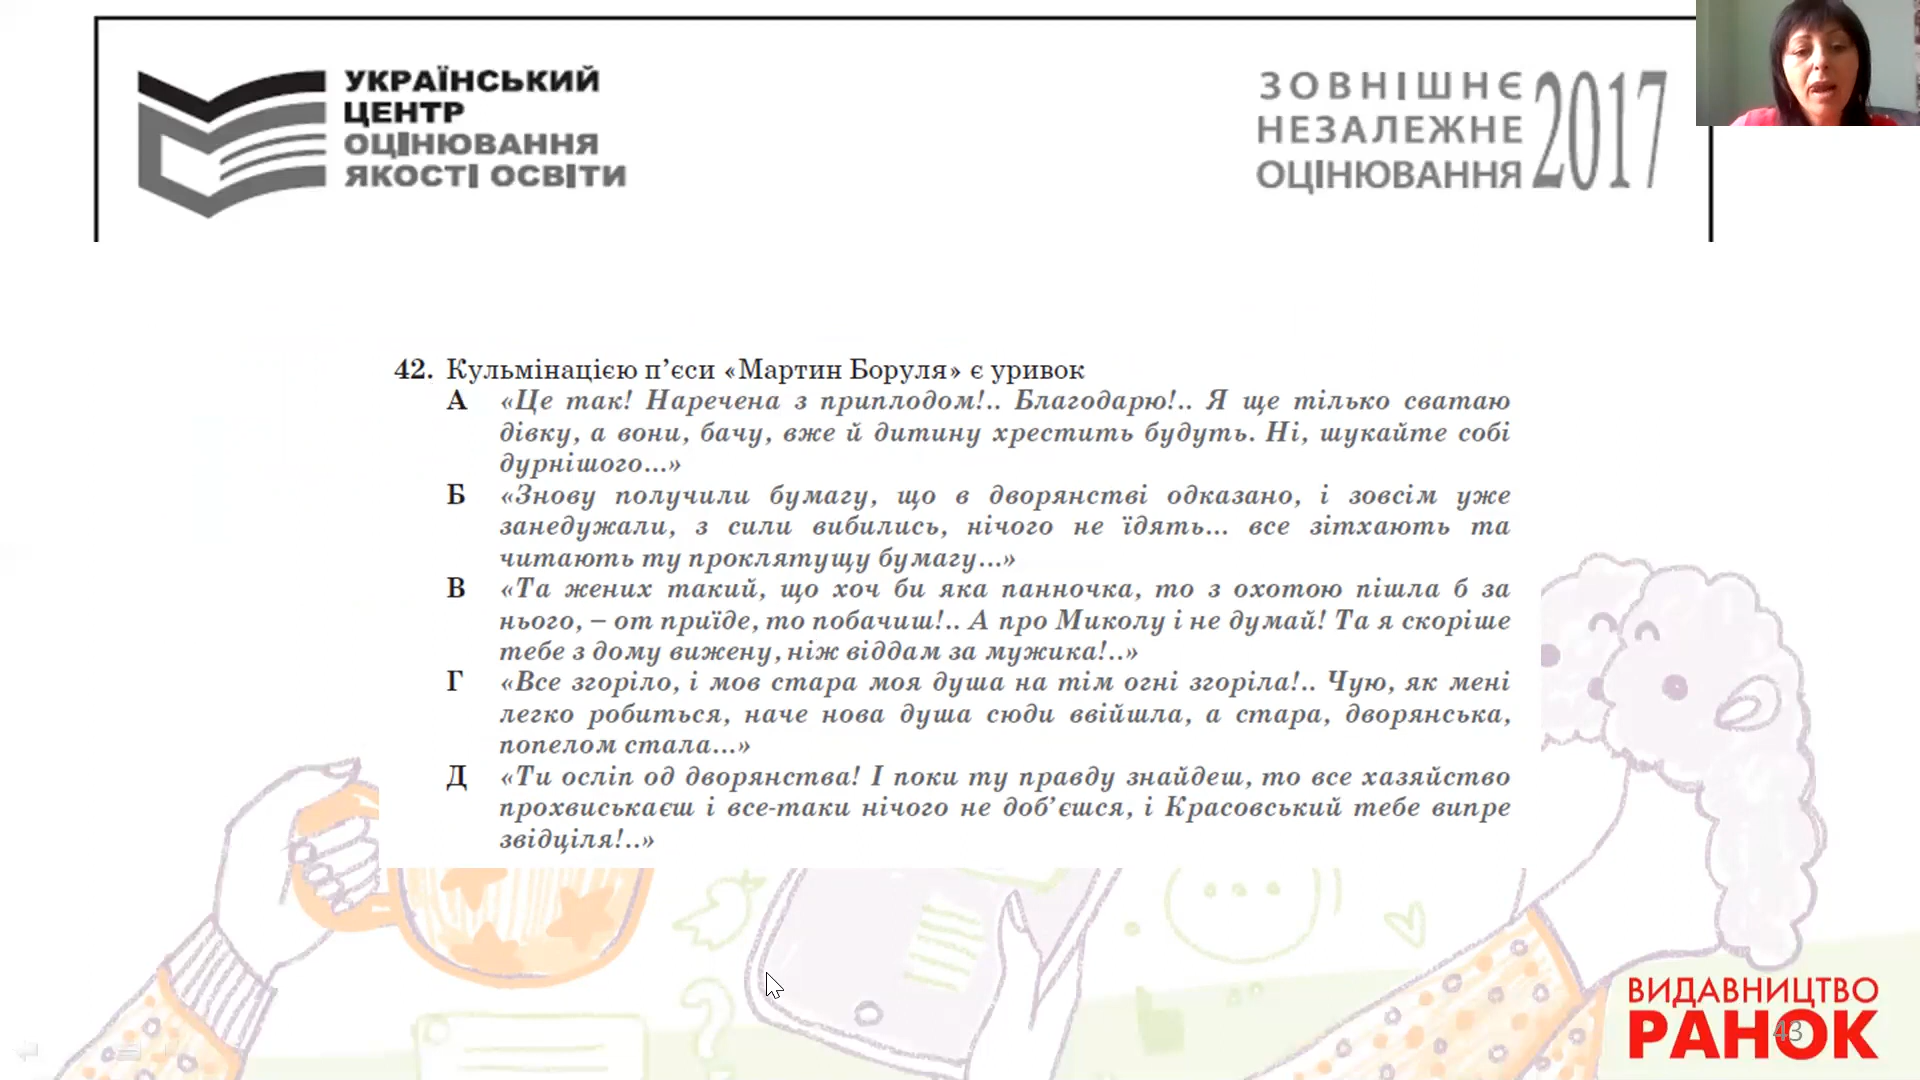 УКРАЇНСЬКИЙ
ЦЕНТР
ОЦІНЮВАННЯ
ЯКОСТІ ОСВІТИ
ЗОВНІШНЄ
НЕЗАЛЕЖНЕ
ОЦІНЮВАННЯ
2017
42. Кульмінацією п’єси «Мартин Боруля» є уривок
А «Це так! Наречена з приплодом!.. Благодарю!.. Я ще тілько сватаю
дівку, а вони, бачу, вже й дитину хрестить будуть. Ні, шукайте собі
дурнішого...»
Б «Знову получили бумагу, що в дворянстві одказано, і зовсім уже
занедужали, з сили вибились, нічого не їдять... все зітхають та
читають ту проклятущу бумагу...»
В «Та жених такий, що хоч би яка панночка, то з охотою пішла б за
нього, – от приїде, то побачиш!.. А про Миколу і не думай! Та я скоріше
тебе з дому вижену, ніж віддам за мужика!..»
Г «Все згоріло, і мов стара моя душа на тім огні згоріла!.. Чую, як мені
легко робиться, наче нова душа сюди ввійшла, а стара, дворянська,
попелом стала...»
Д «Ти осліп од дворянства! І поки ту правду знайдеш, то все хазяйство
прохвиськаєш і все-таки нічого не доб’єшся, і Красовський тебе випре
звідціля!..»
ВИДАВНИЦТВО
РАНОК
43